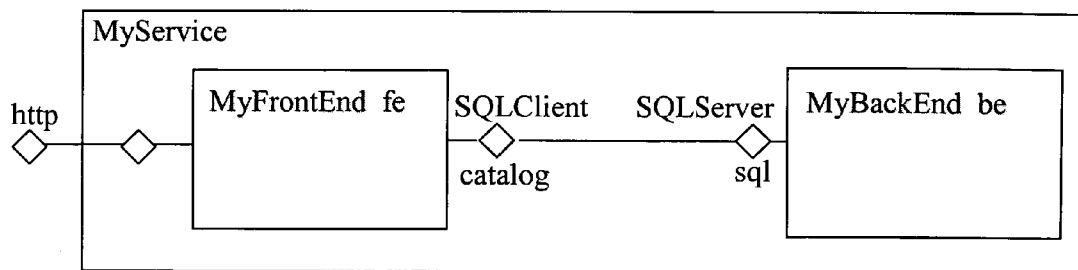 MyService
http
MyFrontEnd fe
SQLClient
SQLServer
MyBackEnd be
catalog
sql